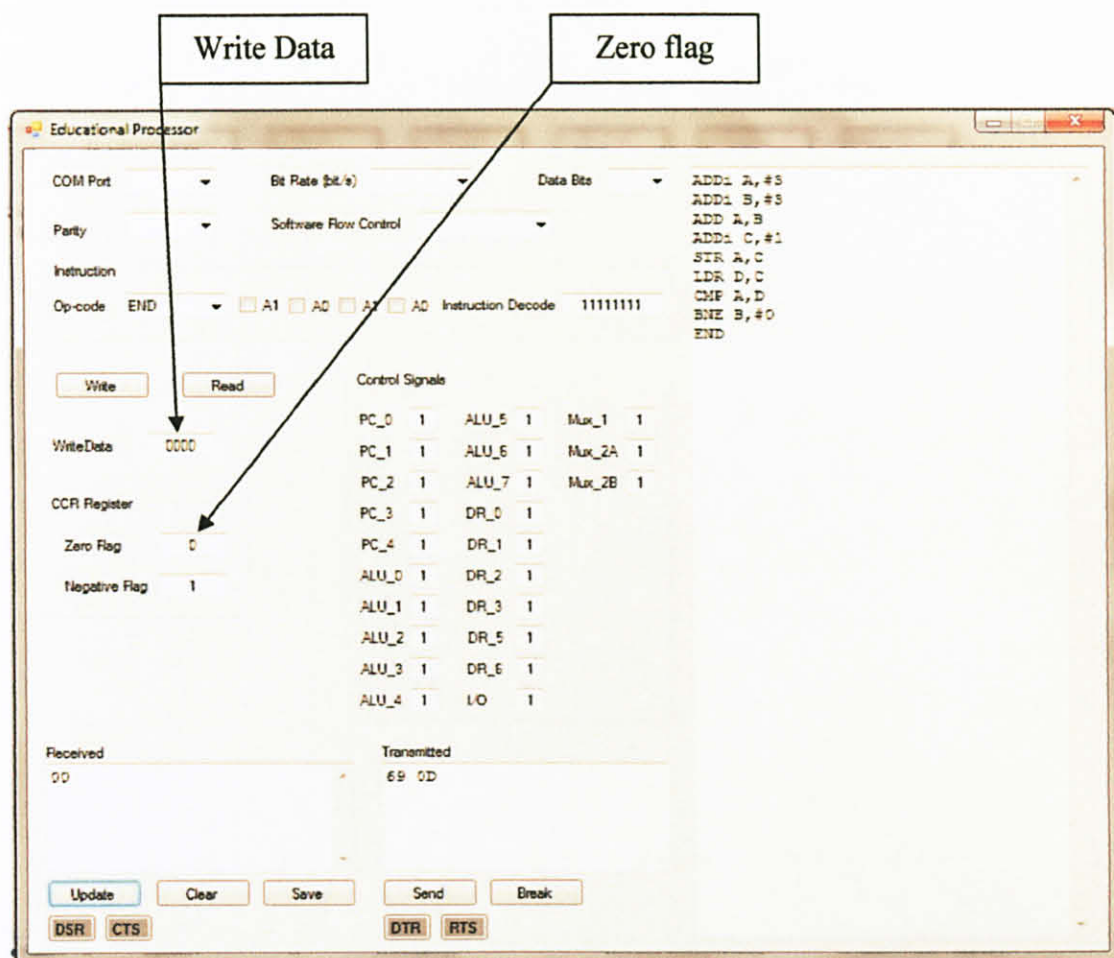 Write Data
Zero flag
Educational Processor
COM Port
Bit Rate (bit/s)
Data Bits
Parity
Software Flow Control
Instruction
Op-code END A1 A0 A1 A0 Instruction Decode 11111111
ADDi A,#3
ADDi B,#3
ADD A,B
ADDi C,#1
STR A,C
LDR D,C
CMP A,D
BNE B,#0
END
Write Read
WriteData 0000
CCR Register
Zero Flag 0
Negative Flag 1
Control Signals
PC_0 1 ALU_5 1 Mux_1 1
PC_1 1 ALU_6 1 Mux_2A 1
PC_2 1 ALU_7 1 Mux_2B 1
PC_3 1 DR_0 1
PC_4 1 DR_1 1
ALU_0 1 DR_2 1
ALU_1 1 DR_3 1
ALU_2 1 DR_5 1
ALU_3 1 DR_6 1
ALU_4 1 I/O 1
Received
Transmitted
69 0D
Update Clear Save Send Break
DSR CTS DTR RTS